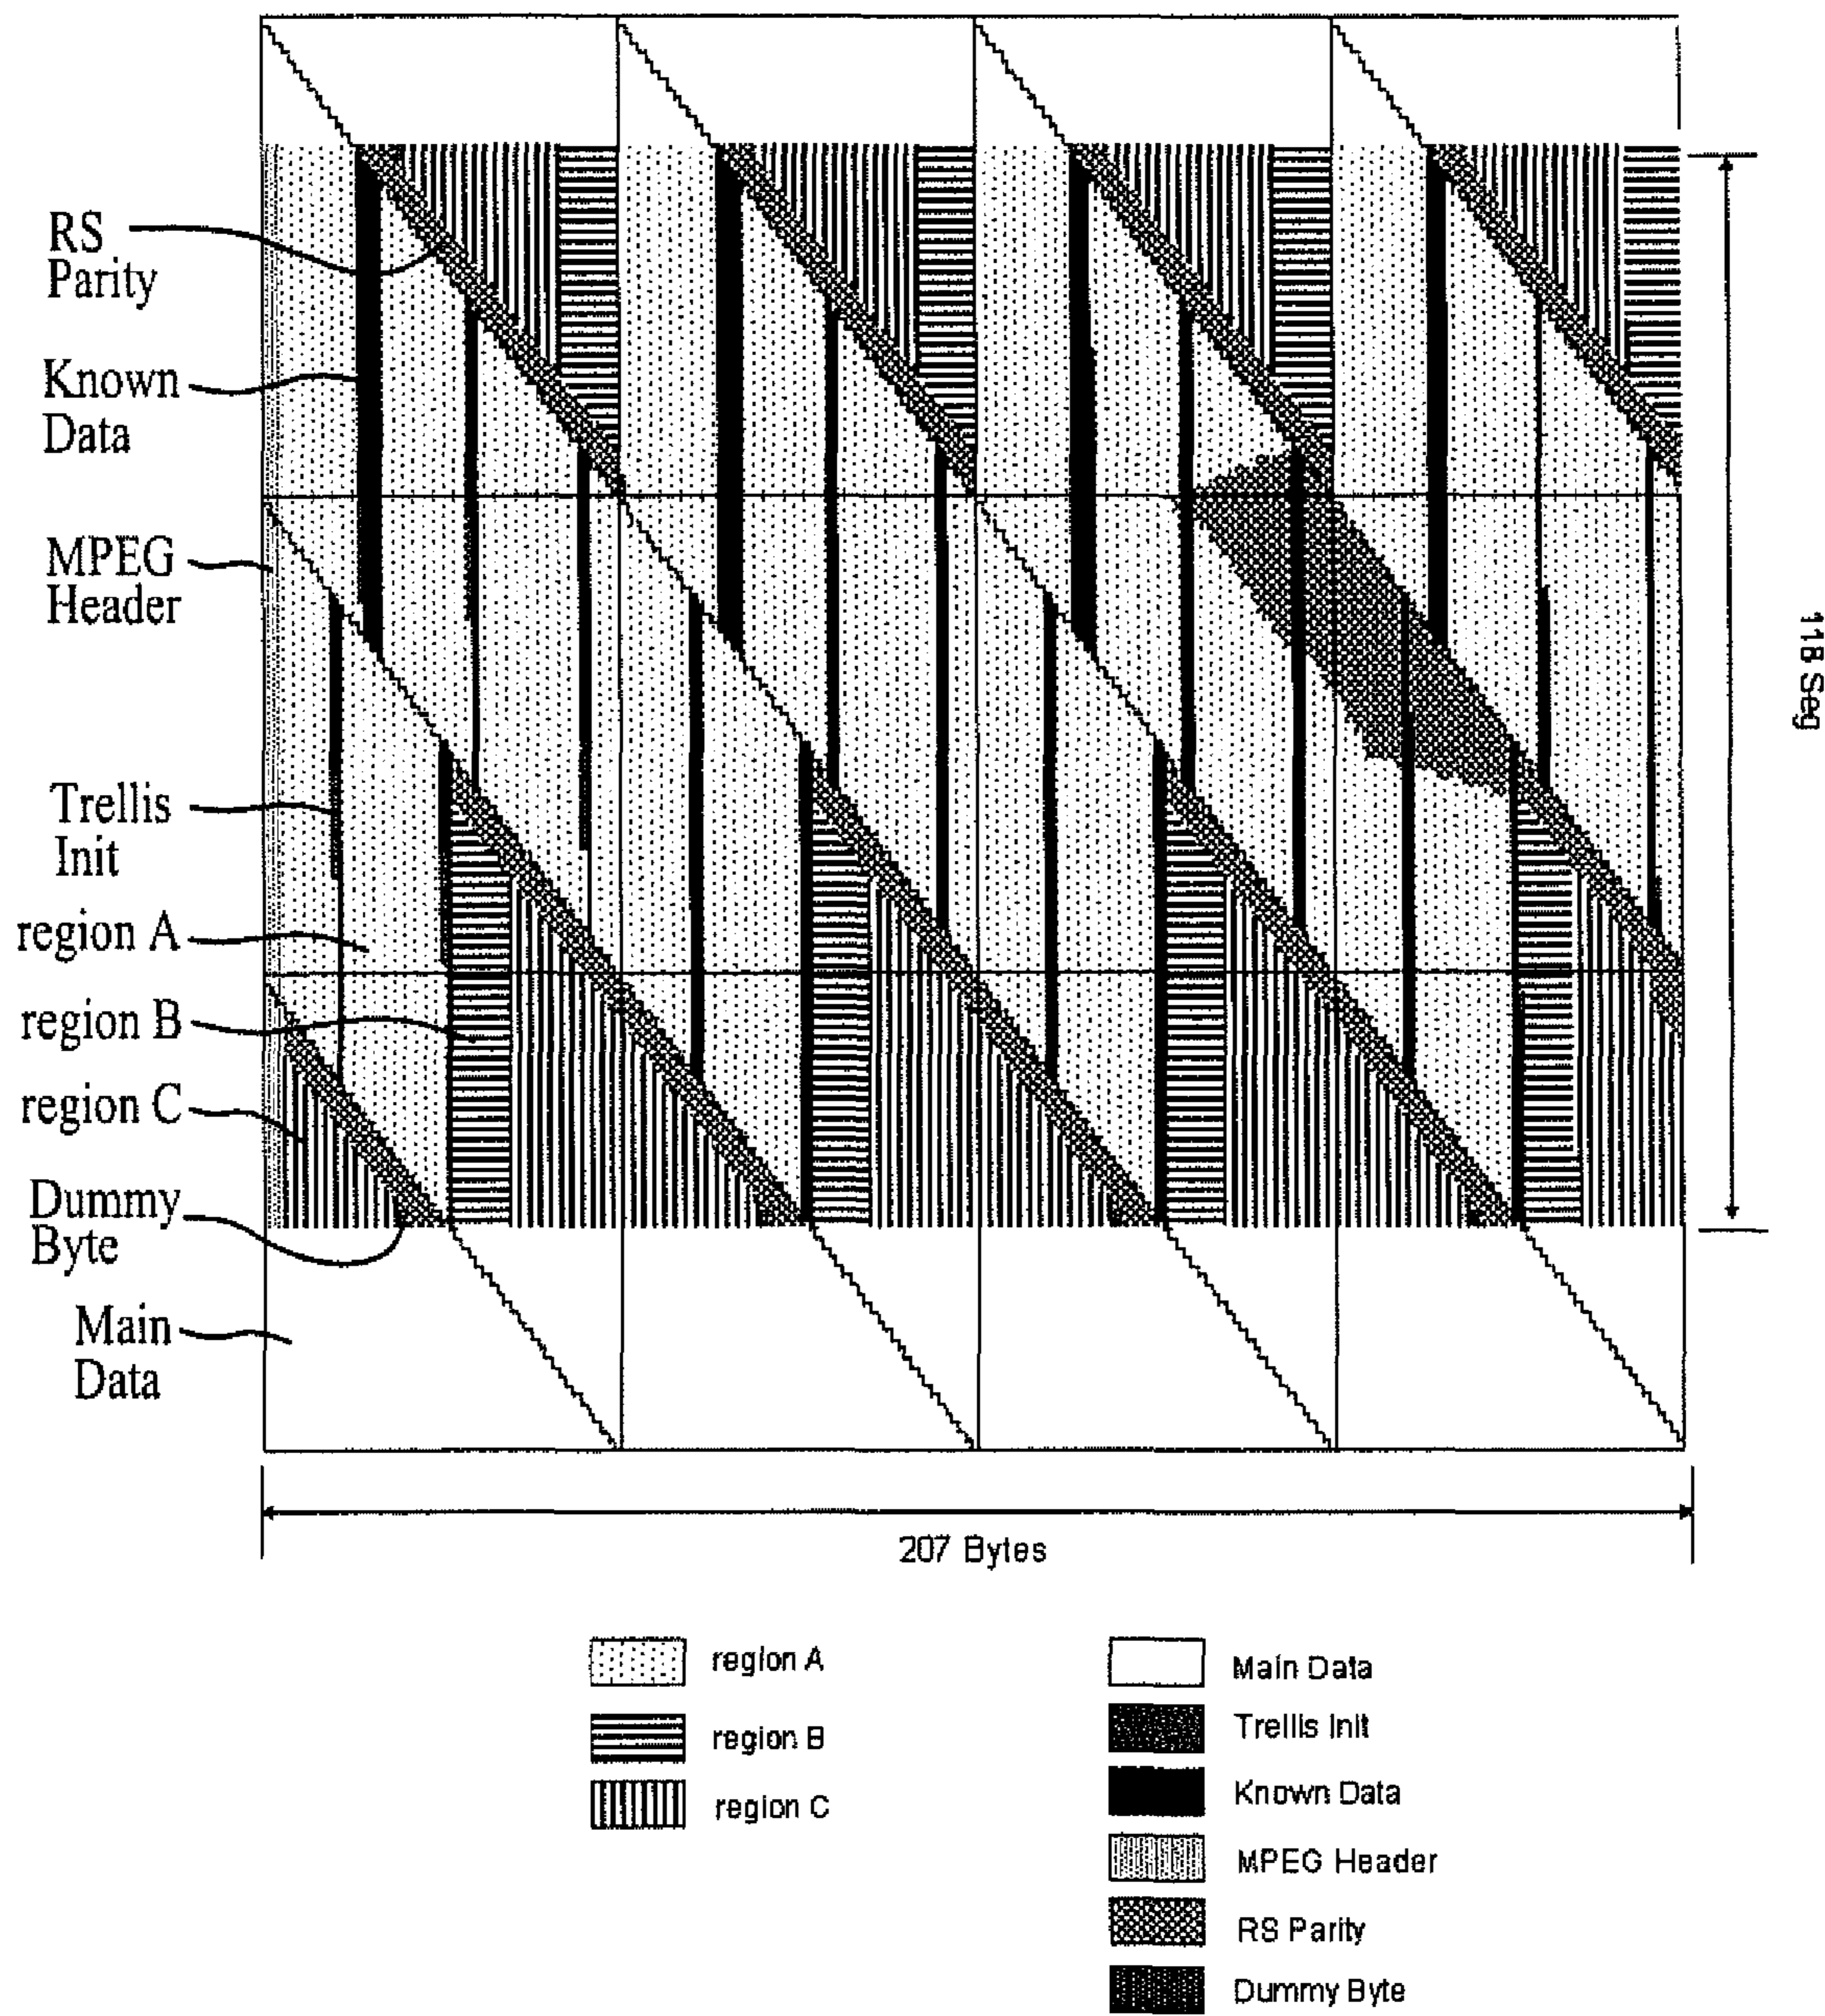 RS
Parity
Known
Data
MPEG
Header
Trellis
Init
region A
region B
region C
Dummy
Byte
Main
Data
118 Seg
207 Bytes
region A
region B
region C
Main Data
Trellis Init
Known Data
MPEG Header
RS Parity
Dummy Byte